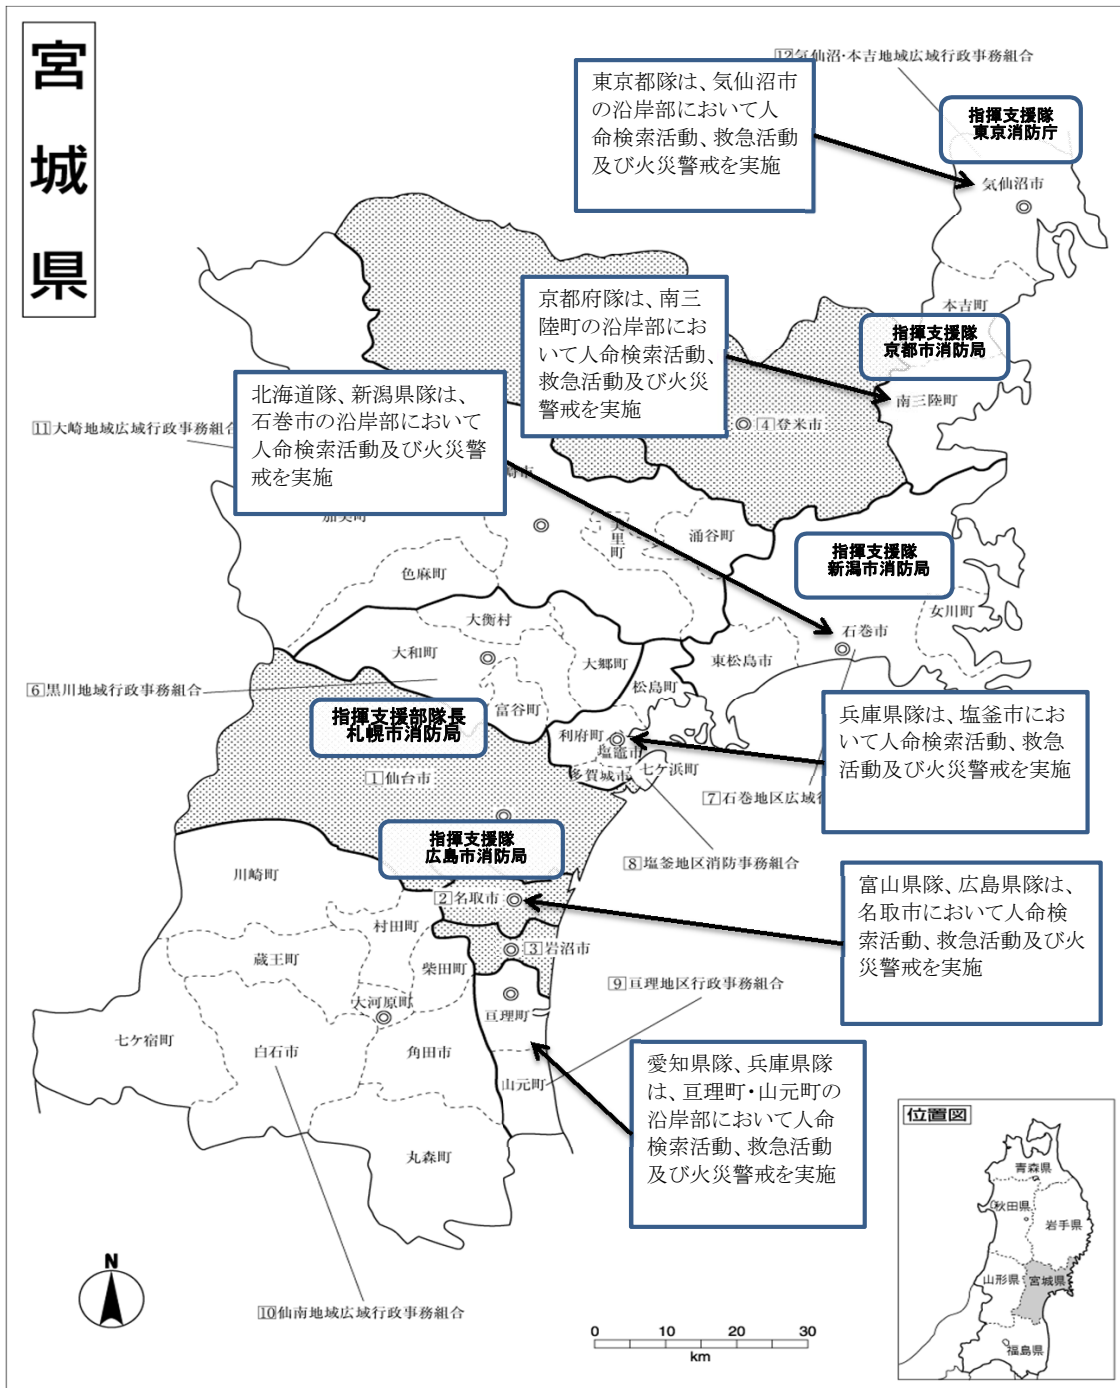 宮城県
12気仙沼・本吉地域広域行政事務組合
東京都隊は、気仙沼市
の沿岸部において人
命検索活動、救急活動
及び火災警戒を実施
指揮支援隊
東京消防庁
気仙沼市
本吉町
京都府隊は、南三
陸町の沿岸部にお
いて人命検索活動、
救急活動及び火災
警戒を実施
指揮支援隊
京都市消防局
南三陸町
北海道隊、新潟県隊は、
石巻市の沿岸部において
人命検索活動及び火災警
戒を実施
11大崎地域広域行政事務組合
4登米市
加美町
美里町
涌谷町
指揮支援隊
新潟市消防局
色麻町
女川町
大衡村
石巻市
大和町
大郷町
東松島市
6黒川地域行政事務組合
松島町
富谷町
指揮支援部隊長
札幌市消防局
兵庫県隊は、塩釜市にお
いて人命検索活動、救急
活動及び火災警戒を実施
利府町
塩竈市
多賀城市
七ケ浜町
1仙台市
7石巻地区広域行
指揮支援隊
広島市消防局
8塩釜地区消防事務組合
川崎町
2名取市
富山県隊、広島県隊は、
名取市において人命検
索活動、救急活動及び火
災警戒を実施
村田町
3岩沼市
蔵王町
柴田町
9亘理地区行政事務組合
大河原町
亘理町
七ケ宿町
白石市
角田市
山元町
愛知県隊、兵庫県隊
は、亘理町・山元町の
沿岸部において人命
検索活動、救急活動
及び火災警戒を実施
丸森町
位置図
青森県
秋田県
岩手県
山形県
宮城県
福島県
N
10仙南地域広域行政事務組合
0 10 20 30
km